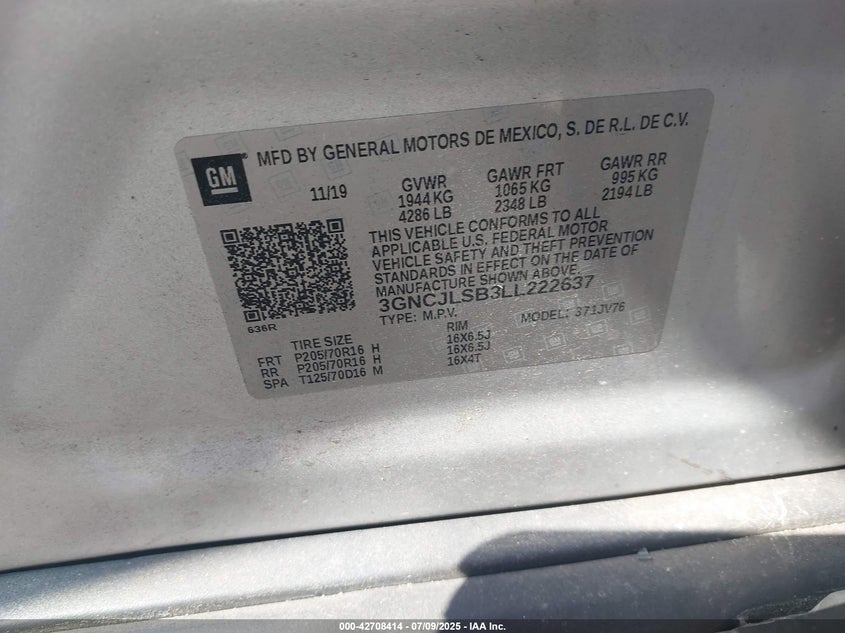 GM
MFD BY GENERAL MOTORS DE MEXICO, S. DE R.L. DE C.V.
11/19 GVWR GAWR FRT GAWR RR
1944 KG 1065 KG 995 KG
4286 LB 2348 LB 2194 LB
THIS VEHICLE CONFORMS TO ALL
APPLICABLE U.S. FEDERAL MOTOR
VEHICLE SAFETY AND THEFT PREVENTION
STANDARDS IN EFFECT ON THE DATE OF
MANUFACTURE SHOWN ABOVE.
3GNCJLSB3LL222637
TYPE: M.P.V. MODEL: 371JV76
636R
TIRE SIZE RIM
FRT P205/70R16 H 16X6.5J
RR P205/70R16 H 16X6.5J
SPA T125/70D16 M 16X4T
000-42708414 / 07/09/2025 - IAA Inc.